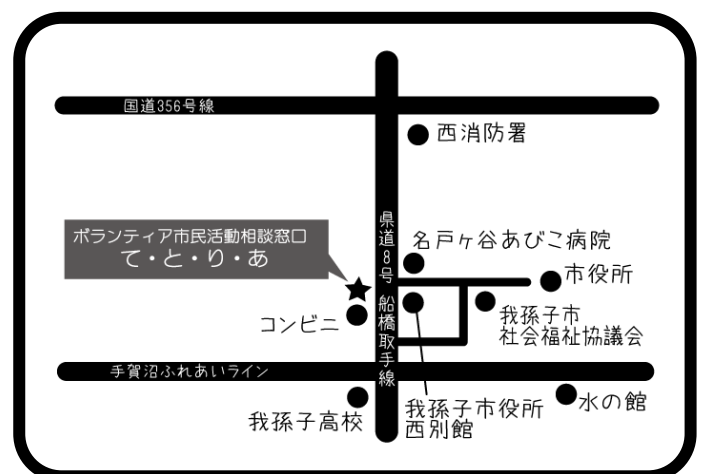 国道356号線
西消防署
ボランティア市民活動相談窓口
て・と・り・あ
県道8号 船橋取手線
名戸ヶ谷あびこ病院
市役所
コンビニ
我孫子市
社会福祉協議会
手賀沼ふれあいライン
我孫子高校
我孫子市役所
西別館
水の館